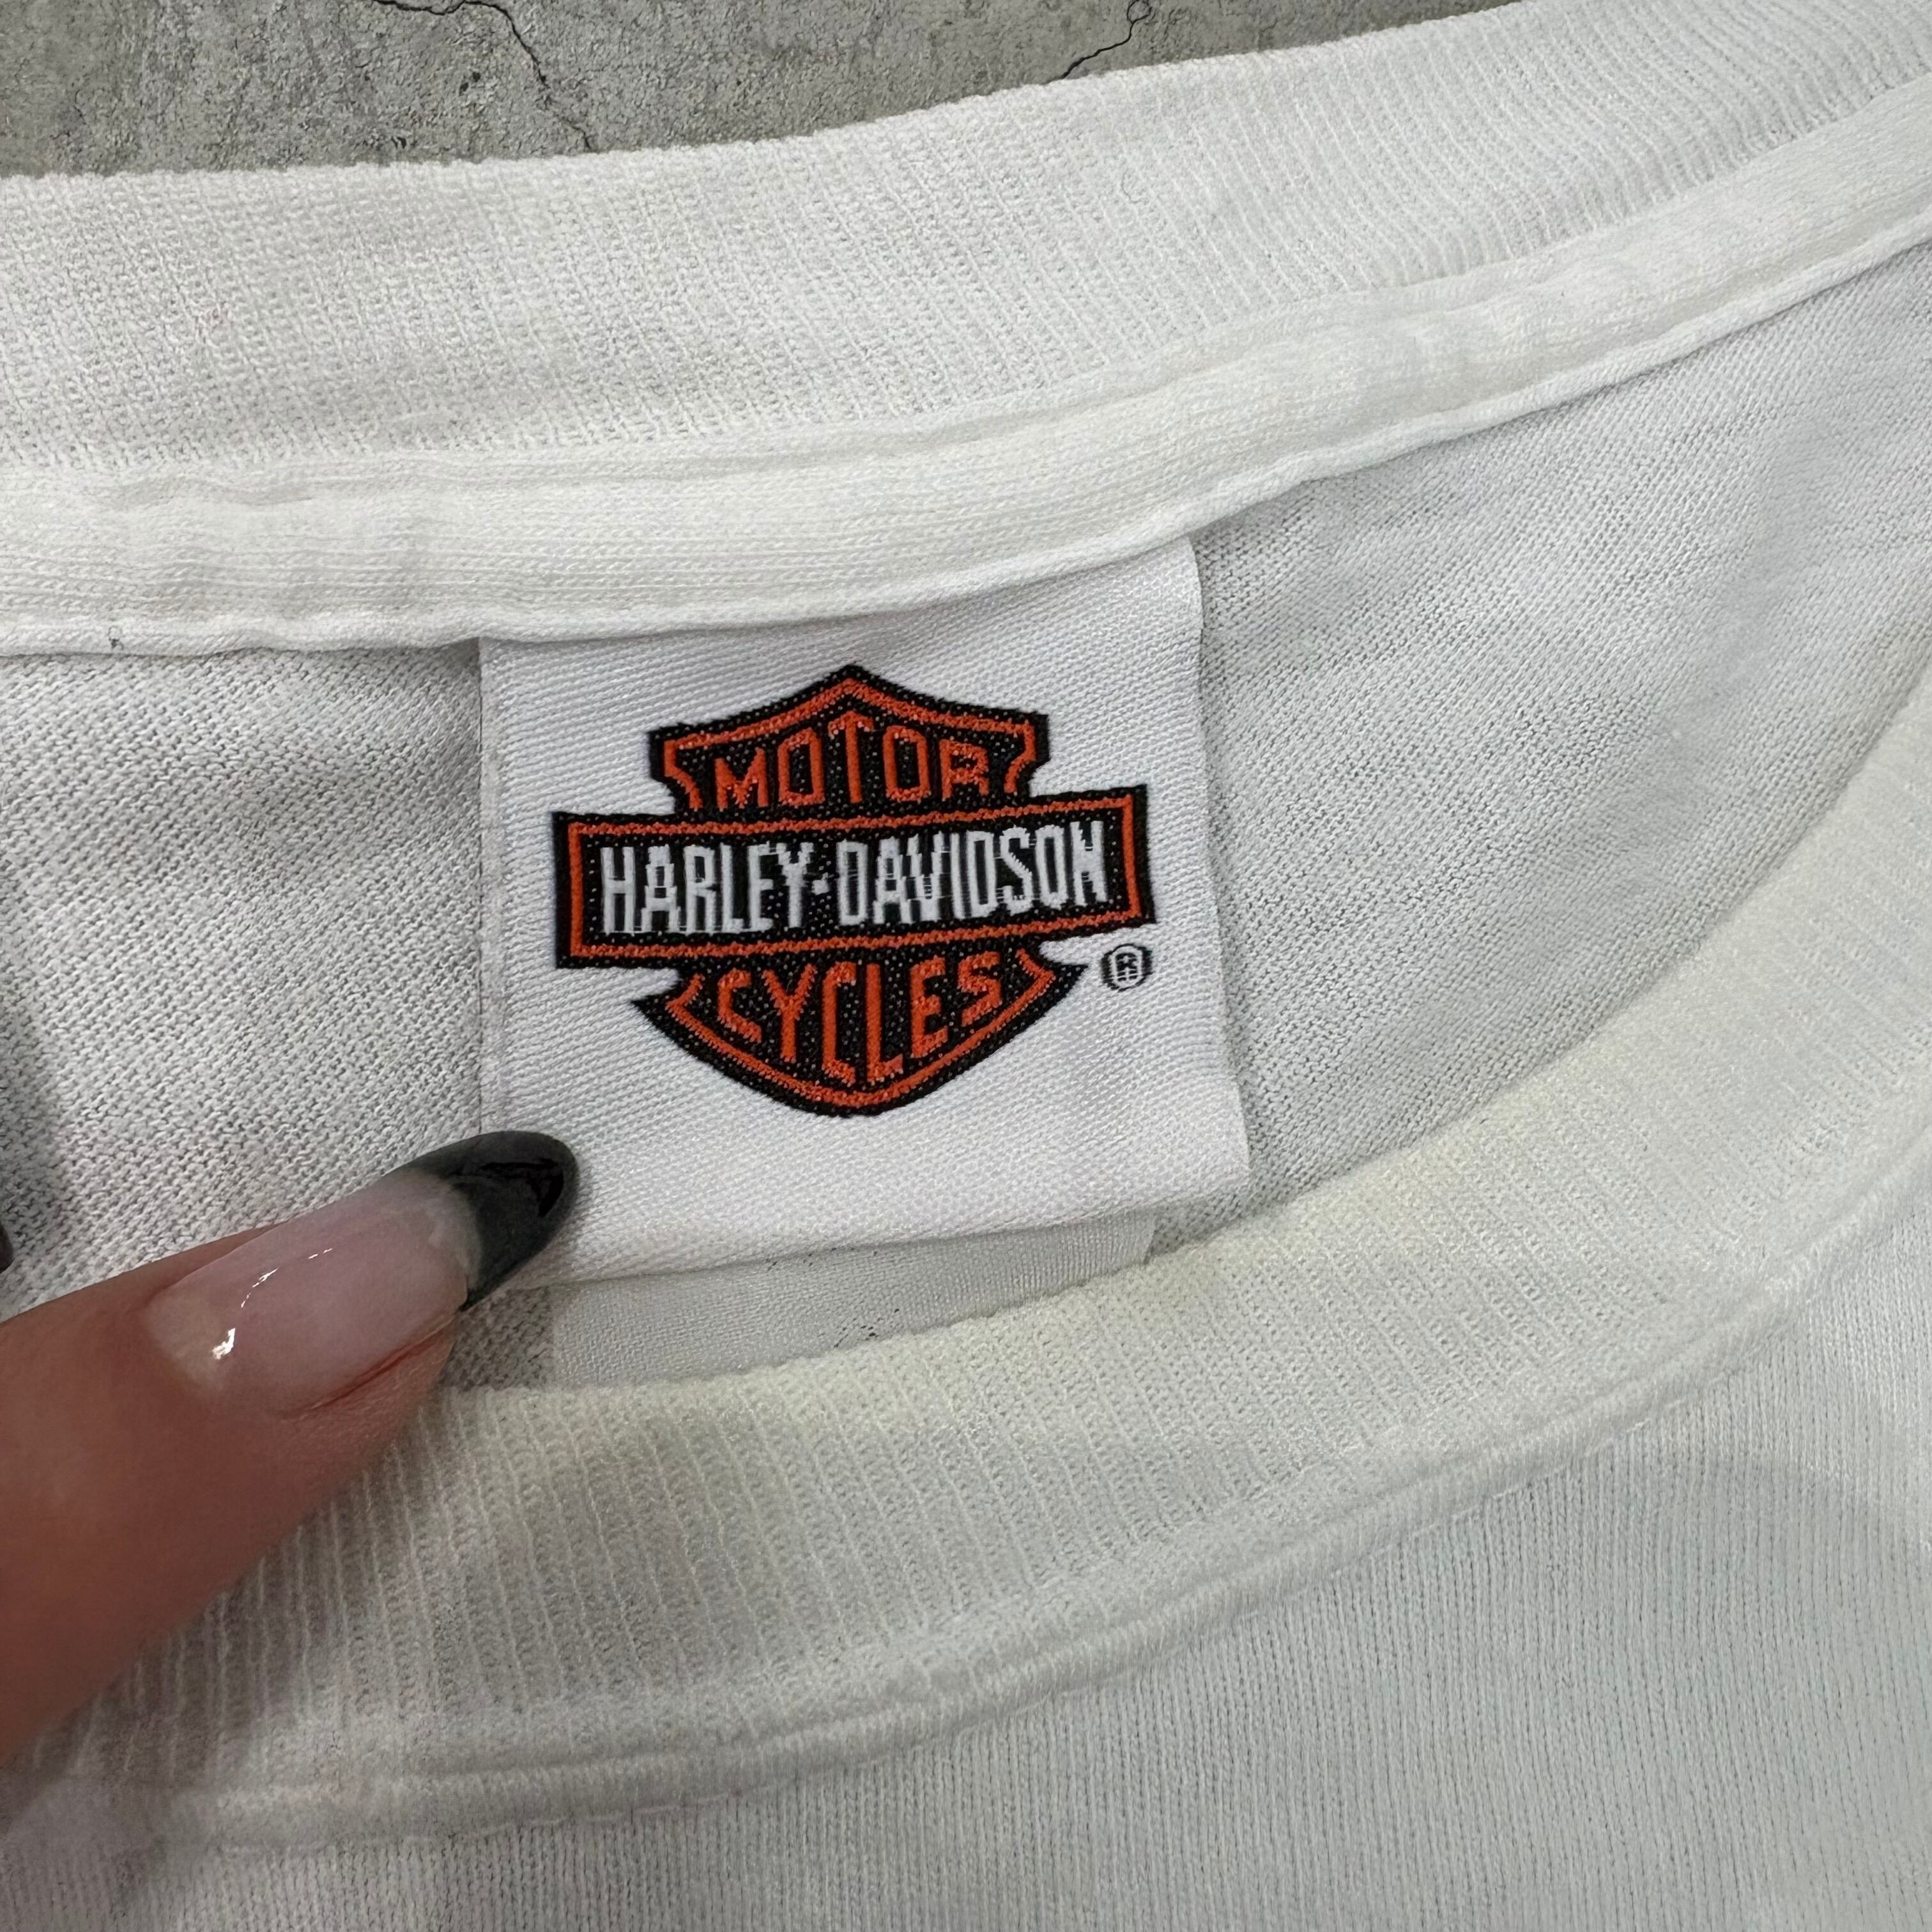 MOTOR
HARLEY-DAVIDSON
CYCLES
®